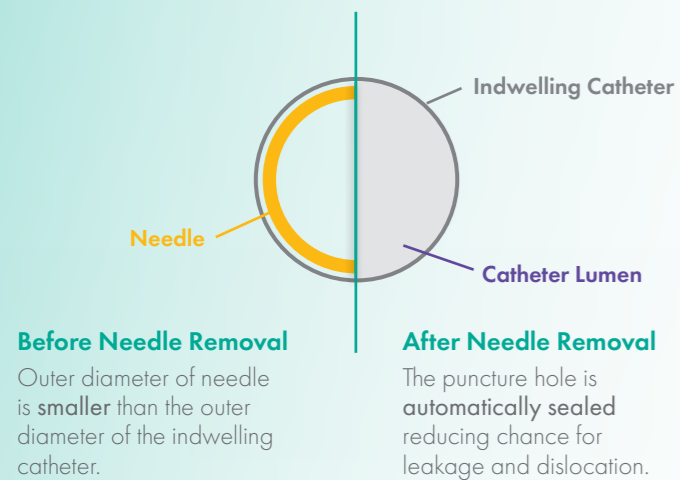 Indwelling Catheter
Needle
Catheter Lumen
Before Needle Removal
Outer diameter of needle
is smaller than the outer
diameter of the indwelling
catheter.
After Needle Removal
The puncture hole is
automatically sealed
reducing chance for
leakage and dislocation.